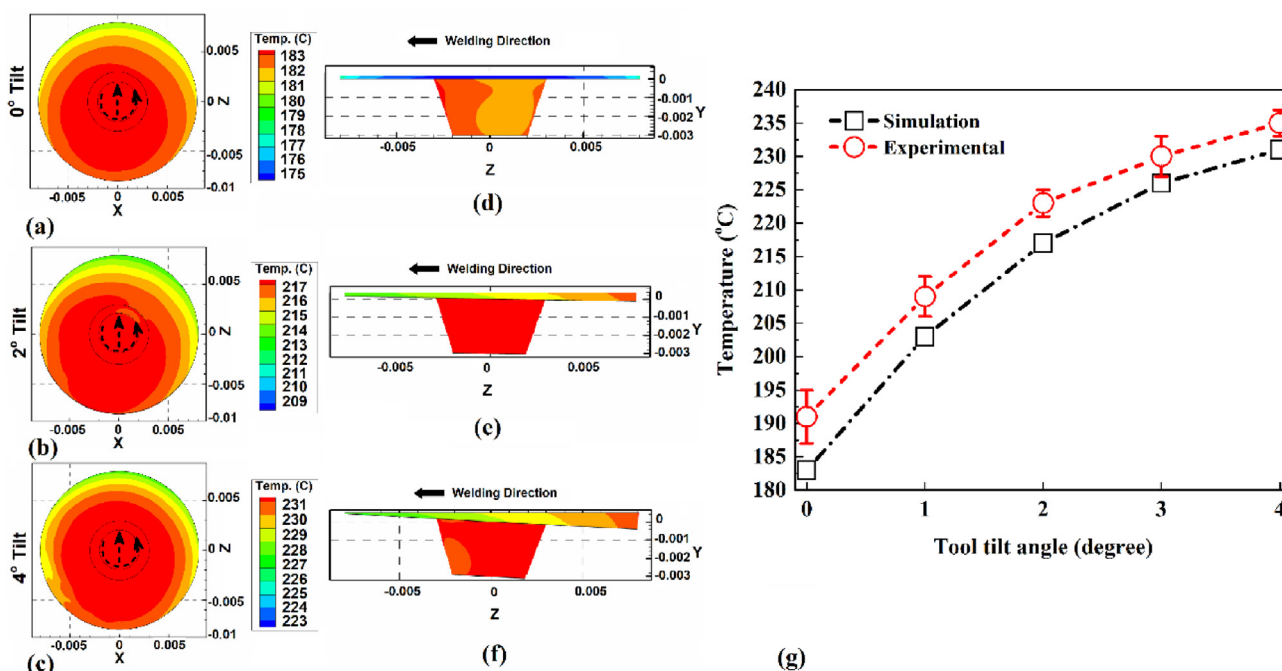 0° Tilt
Temp. (C)
183
182
181
180
179
178
177
176
175
0.005
0
-0.005
-0.01
Z
-0.005 0 0.005
X
(a)
Welding Direction
0
-0.001
-0.002
-0.003
Y
-0.005 0 0.005
Z
(d)
2° Tilt
Temp. (C)
217
216
215
214
213
212
211
210
209
0.005
0
-0.005
-0.01
Z
-0.005 0 0.005
X
(b)
Welding Direction
0
-0.001
-0.002
-0.003
Y
-0.005 0 0.005
Z
(e)
4° Tilt
Temp. (C)
231
230
229
228
227
226
225
224
223
0.005
0
-0.005
-0.01
Z
-0.005 0 0.005
X
(c)
Welding Direction
0
-0.001
-0.002
-0.003
Y
-0.005 0 0.005
Z
(f)
Simulation
Experimental
Temperature (°C)
240
235
230
225
220
215
210
205
200
195
190
185
180
0 1 2 3 4
Tool tilt angle (degree)
(g)